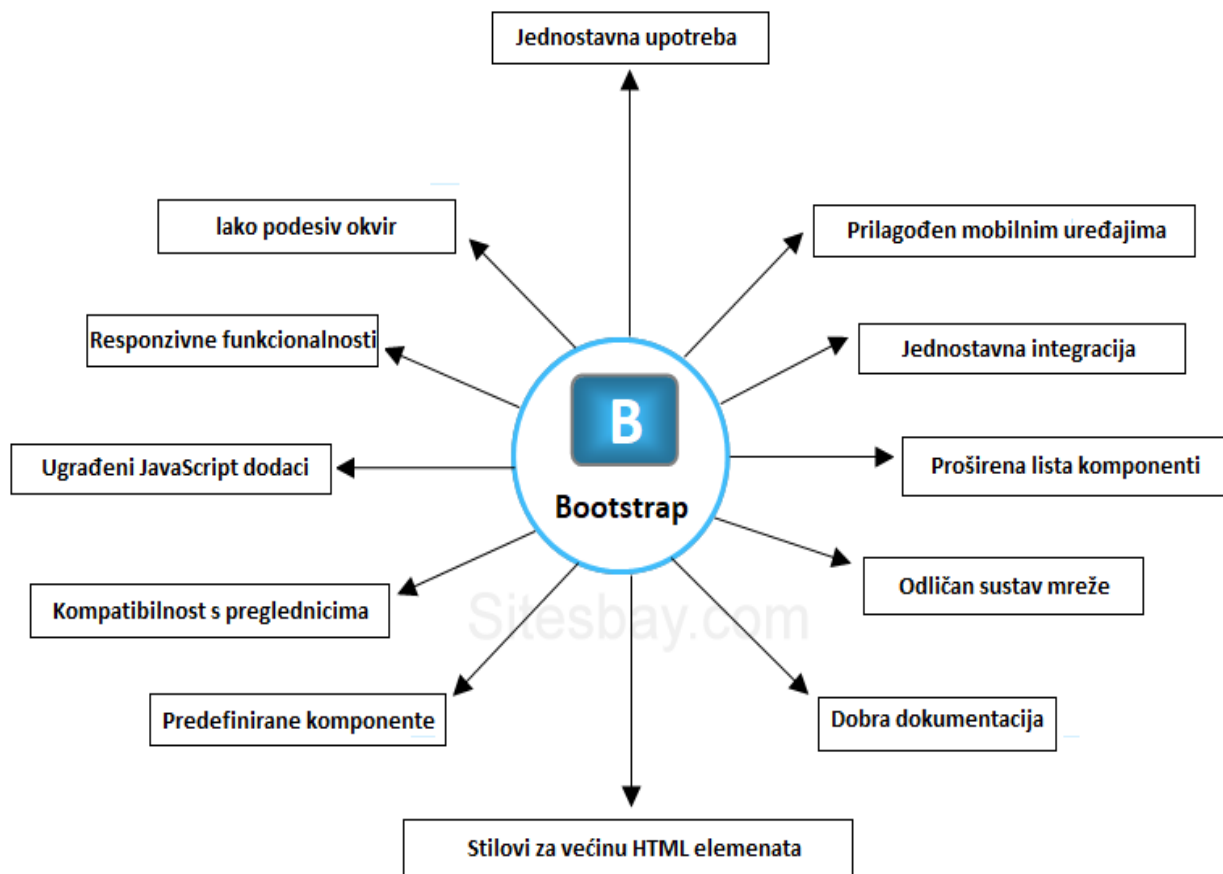 Jednostavna upotreba
lako podesiv okvir
Prilagođen mobilnim uređajima
Responzivne funkcionalnosti
Jednostavna integracija
B
Bootstrap
Ugrađeni JavaScript dodaci
Proširena lista komponenti
Kompatibilnost s preglednicima
Odličan sustav mreže
Sitesbay.com
Predefinirane komponente
Dobra dokumentacija
Stilovi za većinu HTML elemenata